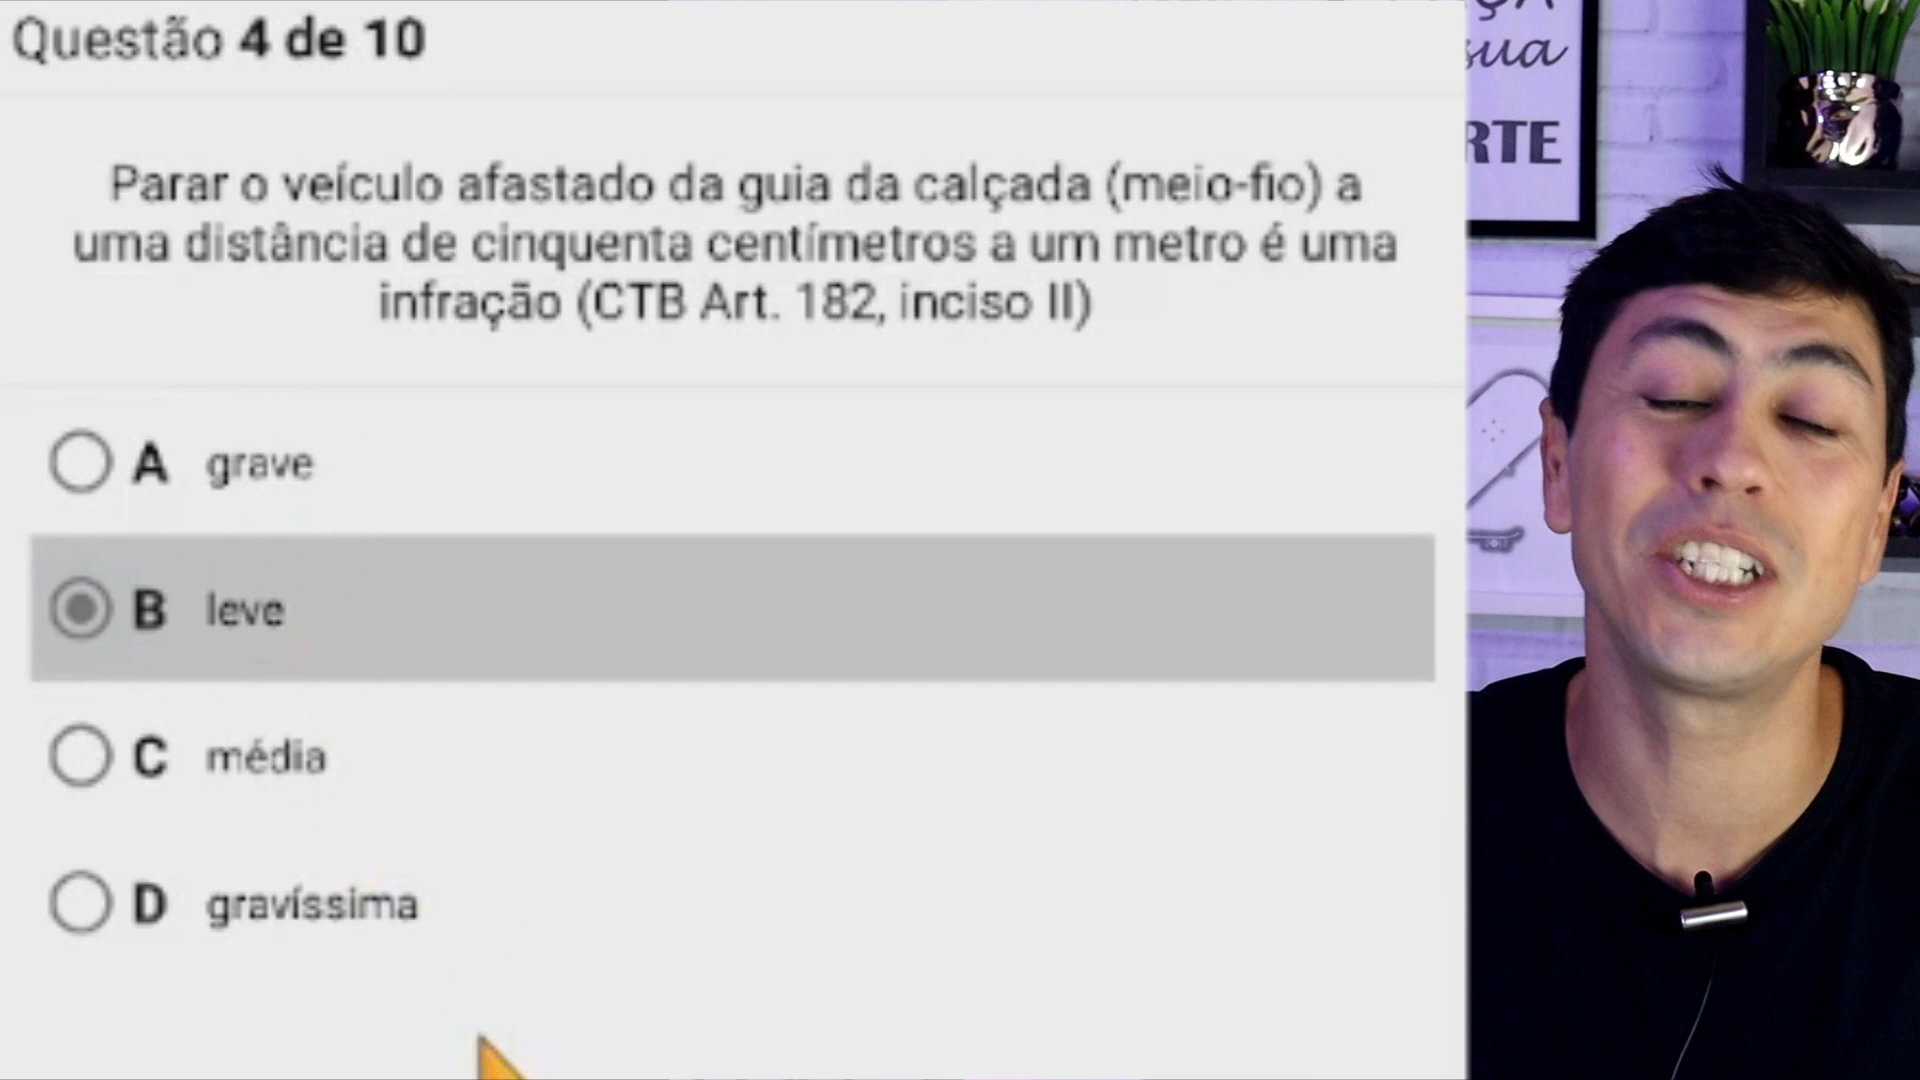 Questão 4 de 10
Parar o veículo afastado da guia da calçada (meio-fio) a
uma distância de cinquenta centímetros a um metro é uma
infração (CTB Art. 182, inciso II)
A grave
B leve
C média
D gravíssima
sua
RTE